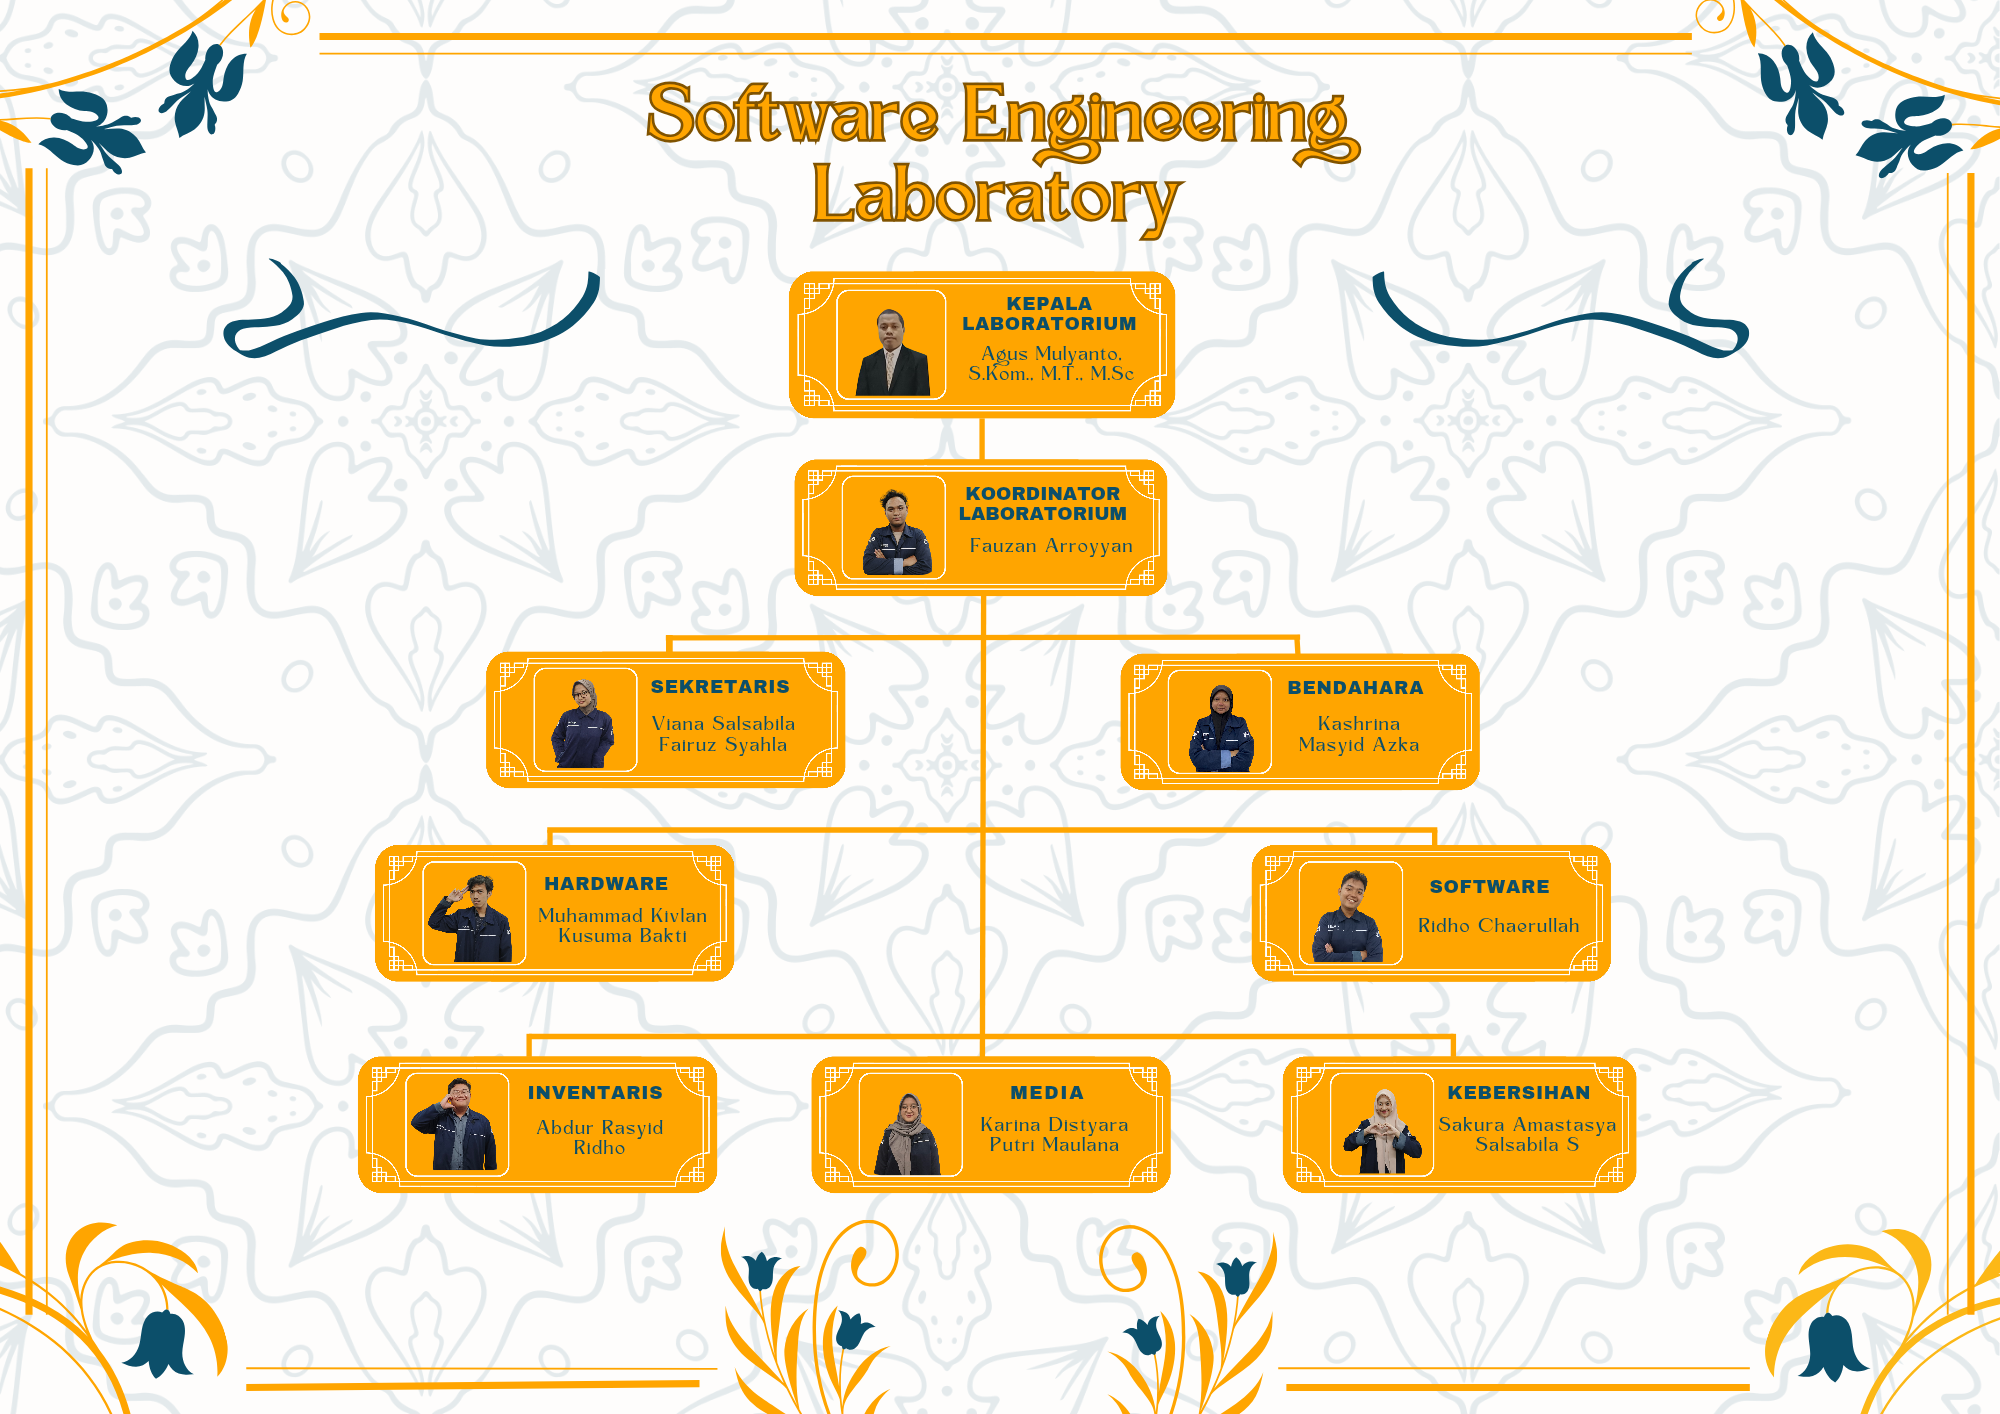 Software Engineering
Laboratory
KEPALA
LABORATORIUM
Agus Mulyanto,
S.Kom., M.T., M.Sc
KOORDINATOR
LABORATORIUM
Fauzan Arroyyan
SEKRETARIS
Viana Salsabila
Fairuz Syahla
BENDAHARA
Kashrina
Masyid Azka
HARDWARE
Muhammad Kivlan
Kusuma Bakti
SOFTWARE
Ridho Chaerullah
INVENTARIS
Abdur Rasyid
Ridho
MEDIA
Karina Distyara
Putri Maulana
KEBERSIHAN
Sakura Amastasya
Salsabila S